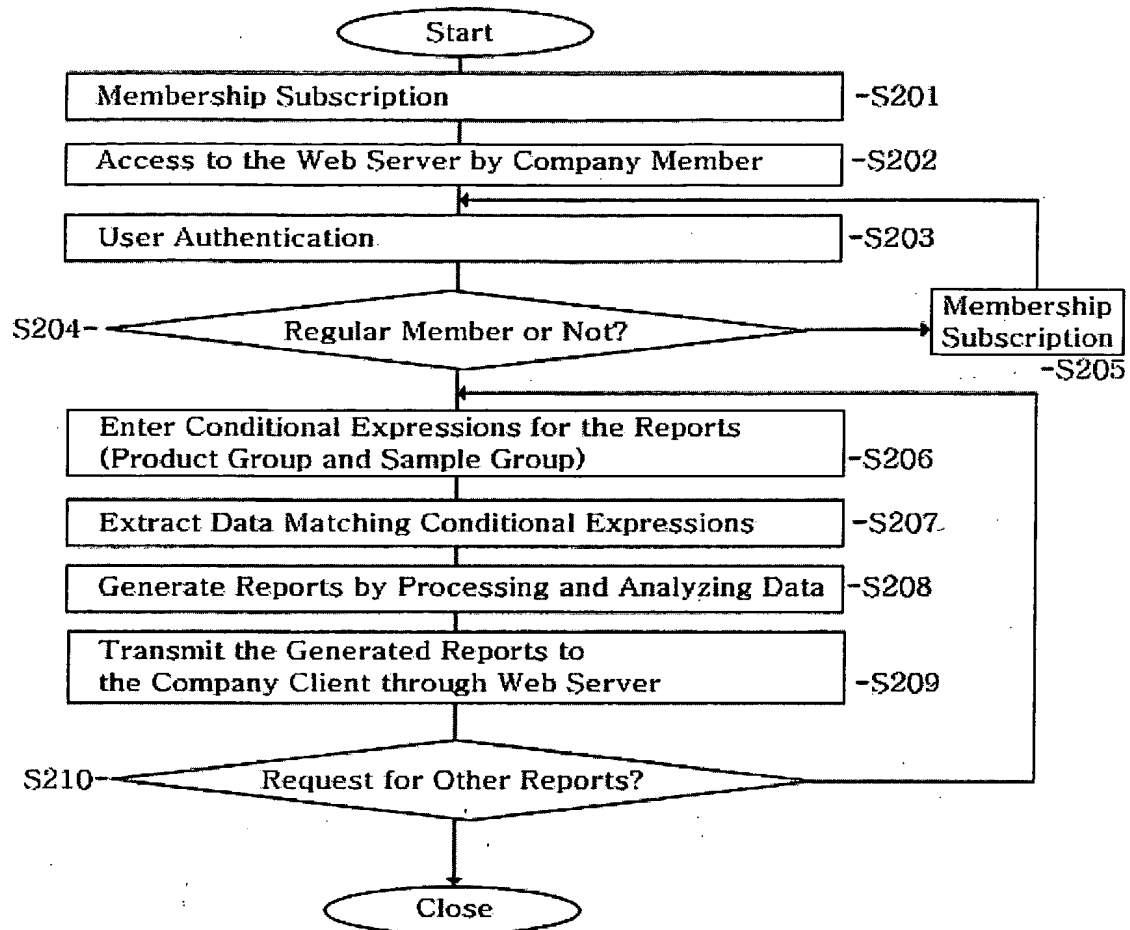 Start
Membership Subscription
-S201
Access to the Web Server by Company Member
-S202
User Authentication
-S203
S204-
Regular Member or Not?
Membership
Subscription
-S205
Enter Conditional Expressions for the Reports
(Product Group and Sample Group)
-S206
Extract Data Matching Conditional Expressions
-S207
Generate Reports by Processing and Analyzing Data
-S208
Transmit the Generated Reports to
the Company Client through Web Server
-S209
S210-
Request for Other Reports?
Close